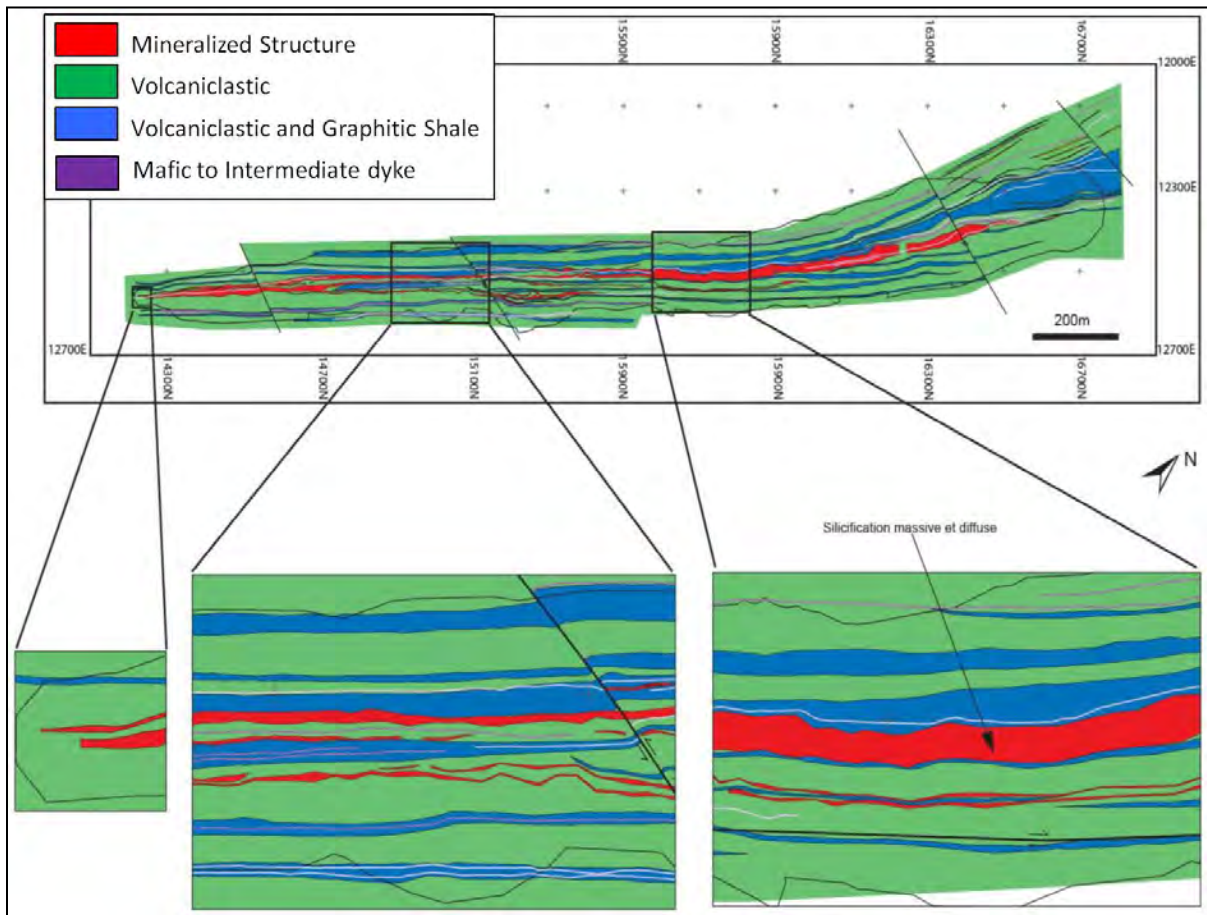 Mineralized Structure
Volcaniclastic
Volcaniclastic and Graphitic Shale
Mafic to Intermediate dyke
15500N
15900N
16300N
16700N
12000E
12300E
200m
12700E
12700E
14300N
14700N
15100N
15900N
15900N
16300N
16700N
N
Silicification massive et diffuse